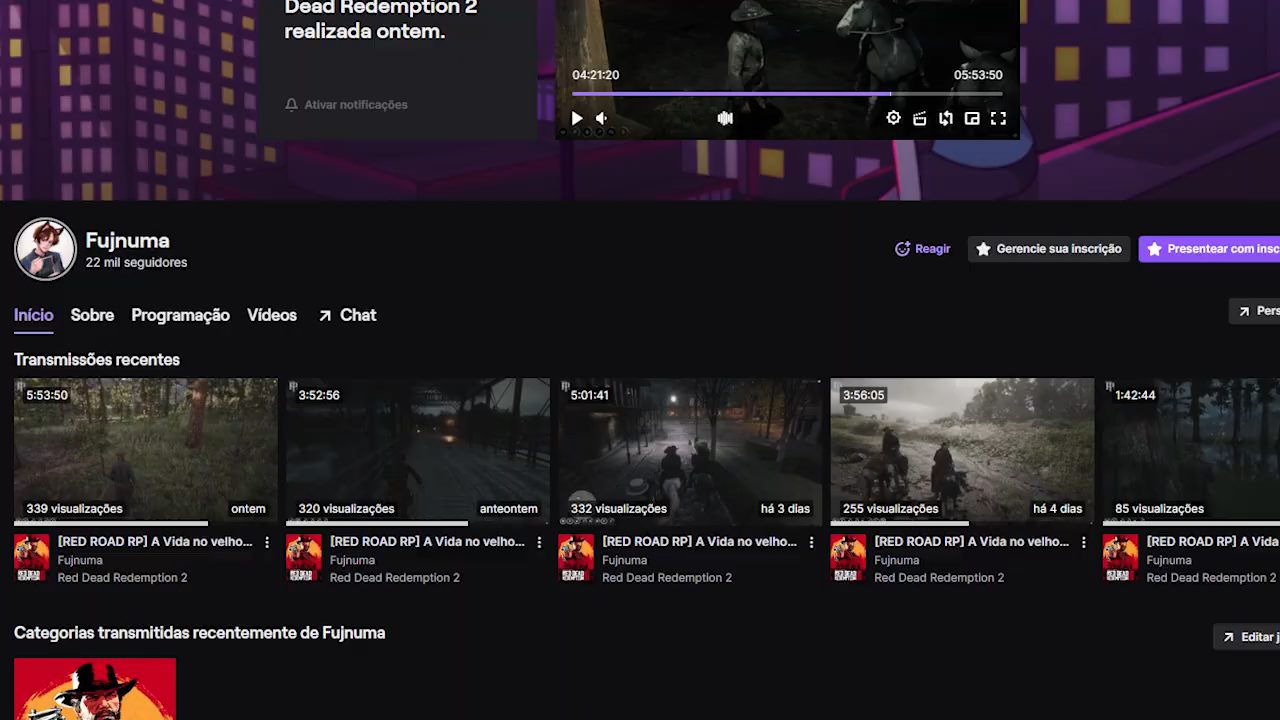 Dead Redemption 2
realizada ontem.
Ativar notificações
04:21:20
05:53:50
Fujnuma
22 mil seguidores
Reagir
Gerencie sua inscrição
Presentear com insc
Início
Sobre
Programação
Vídeos
Chat
Pers
Transmissões recentes
5:53:50
3:52:56
5:01:41
3:56:05
1:42:44
339 visualizações
ontem
320 visualizações
anteontem
332 visualizações
há 3 dias
255 visualizações
há 4 dias
85 visualizações
[RED ROAD RP] A Vida no velho...
Fujnuma
Red Dead Redemption 2
[RED ROAD RP] A Vida no velho...
Fujnuma
Red Dead Redemption 2
[RED ROAD RP] A Vida no velho...
Fujnuma
Red Dead Redemption 2
[RED ROAD RP] A Vida no velho...
Fujnuma
Red Dead Redemption 2
[RED ROAD RP] A Vida
Fujnuma
Red Dead Redemption 2
Categorias transmitidas recentemente de Fujnuma
Editar j